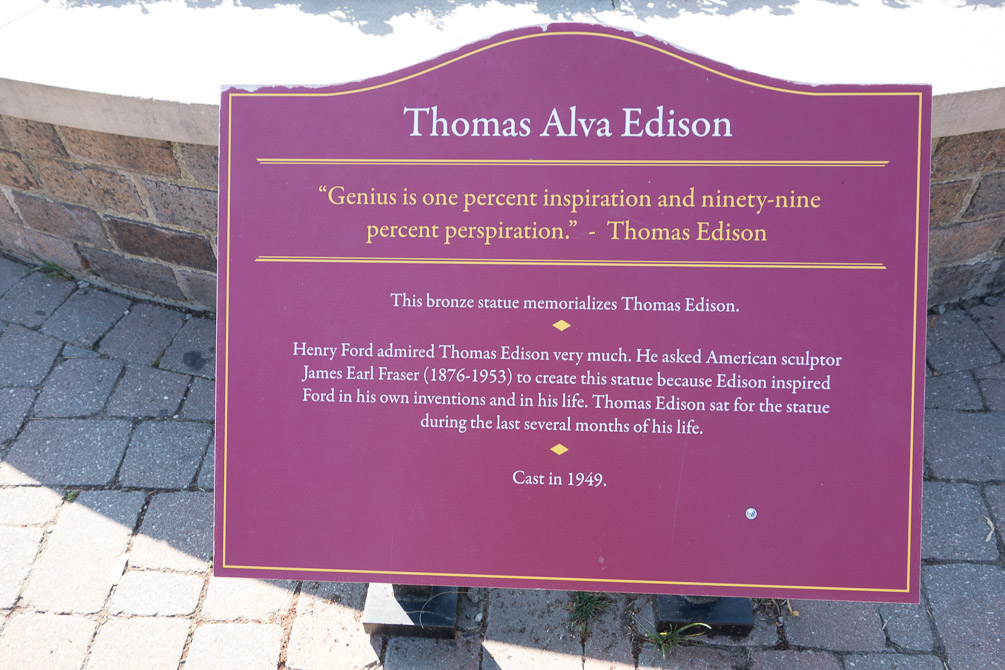 Thomas Alva Edison
“Genius is one percent inspiration and ninety-nine
percent perspiration.” - Thomas Edison
This bronze statue memorializes Thomas Edison.
Henry Ford admired Thomas Edison very much. He asked American sculptor
James Earl Fraser (1876-1953) to create this statue because Edison inspired
Ford in his own inventions and in his life. Thomas Edison sat for the statue
during the last several months of his life.
Cast in 1949.